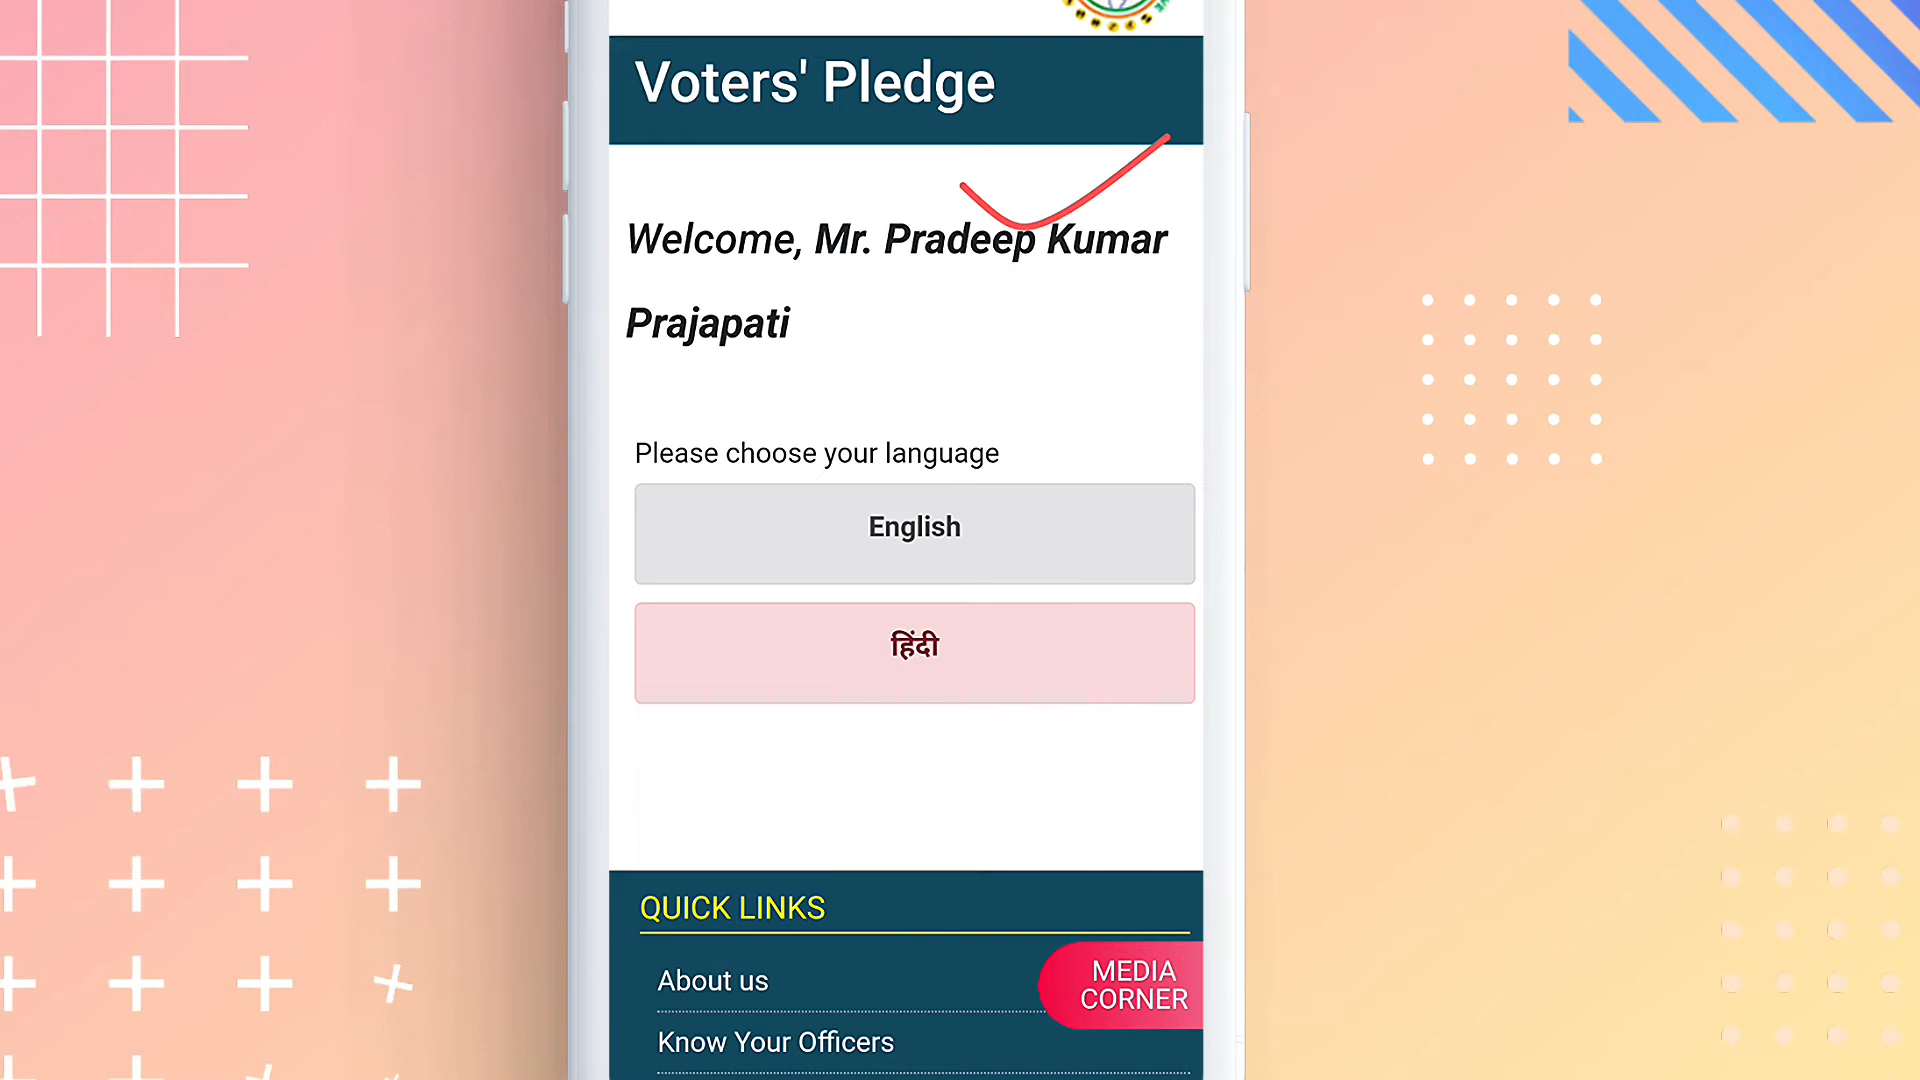 Voters' Pledge
Welcome, Mr. Pradeep Kumar
Prajapati
Please choose your language
English
हिंदी
QUICK LINKS
About us
MEDIA
CORNER
Know Your Officers